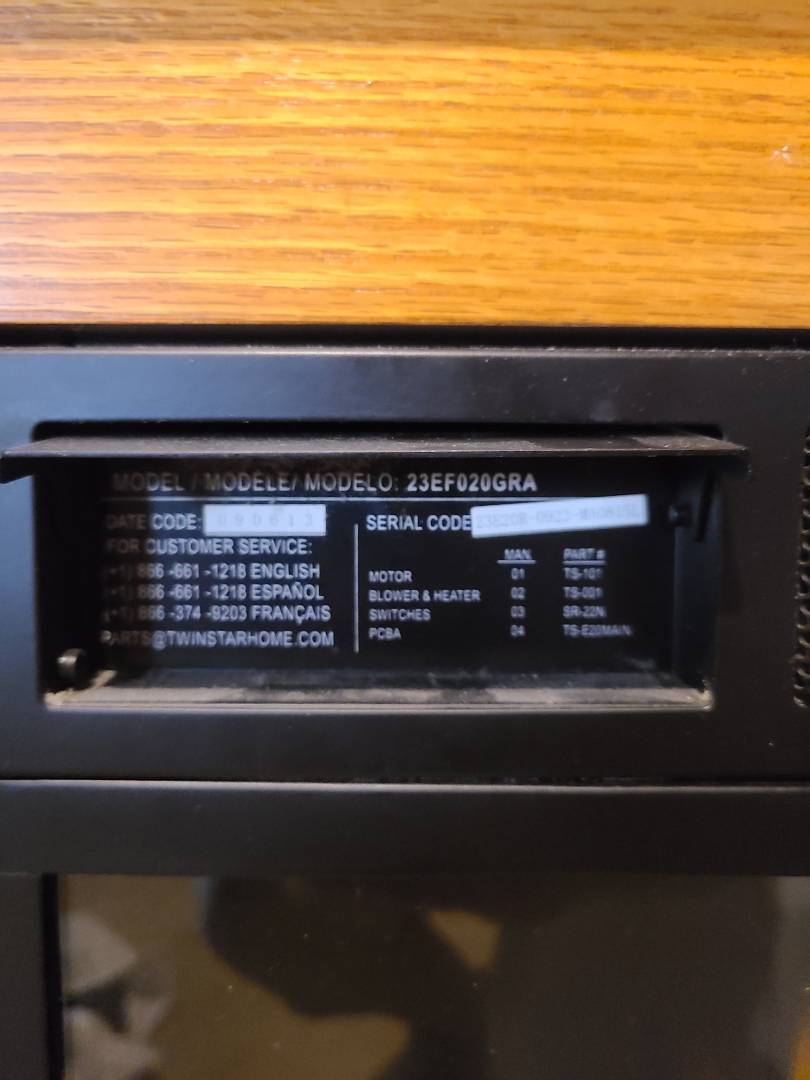 MODEL / MODÈLE/ MODELO: 23EF020GRA
DATE CODE: 090613
FOR CUSTOMER SERVICE:
(+1) 866 -661 -1218 ENGLISH
(+1) 866 -661 -1218 ESPAÑOL
(+1) 866 -374 -9203 FRANÇAIS
PARTS@TWINSTARHOME.COM
SERIAL CODE
MAN. PART #
MOTOR 01 TS-101
BLOWER & HEATER 02 TS-001
SWITCHES 03 SR-22N
PCBA 04 TS-E20MAIN